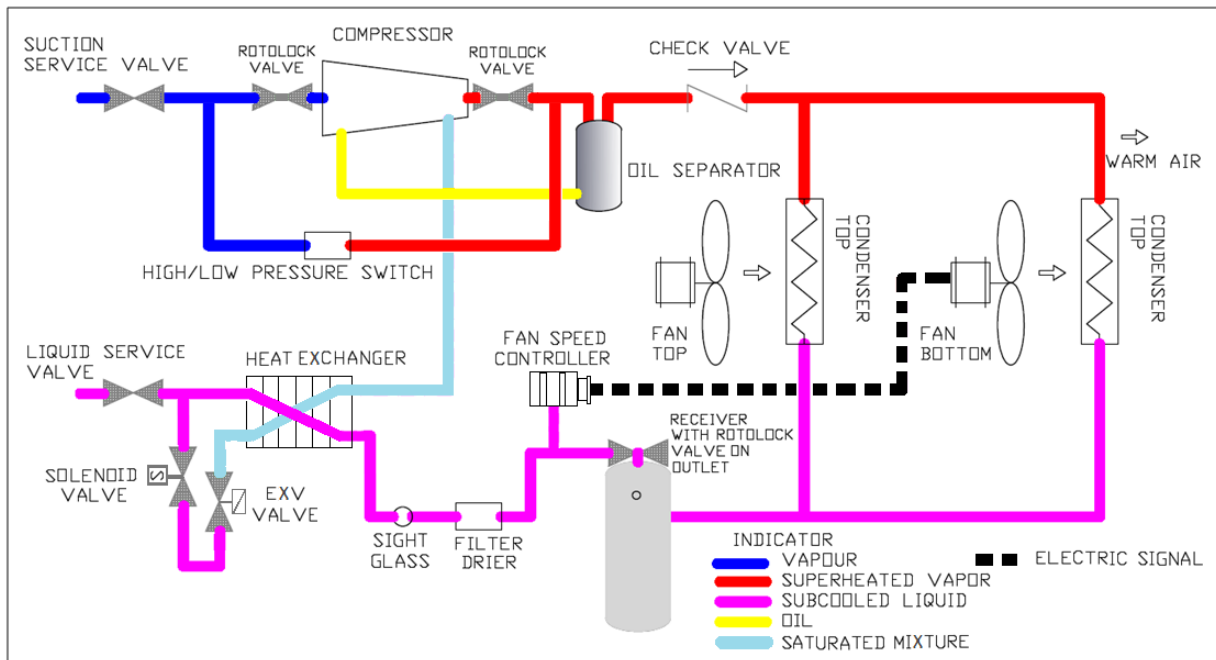 SUCTION
SERVICE VALVE
ROTOLOCK
VALVE
COMPRESSOR
ROTOLOCK
VALVE
CHECK VALVE
OIL SEPARATOR
WARM AIR
HIGH/LOW PRESSURE SWITCH
CONDENSER
TOP
CONDENSER
TOP
FAN
TOP
FAN
BOTTOM
LIQUID SERVICE
VALVE
HEAT EXCHANGER
FAN SPEED
CONTROLLER
RECEIVER
WITH ROTOLOCK
VALVE ON
OUTLET
SOLENOID
VALVE
S
EXV
VALVE
SIGHT
GLASS
FILTER
DRIER
INDICATOR
VAPOUR
SUPERHEATED VAPOR
SUBCOOLED LIQUID
OIL
SATURATED MIXTURE
ELECTRIC SIGNAL